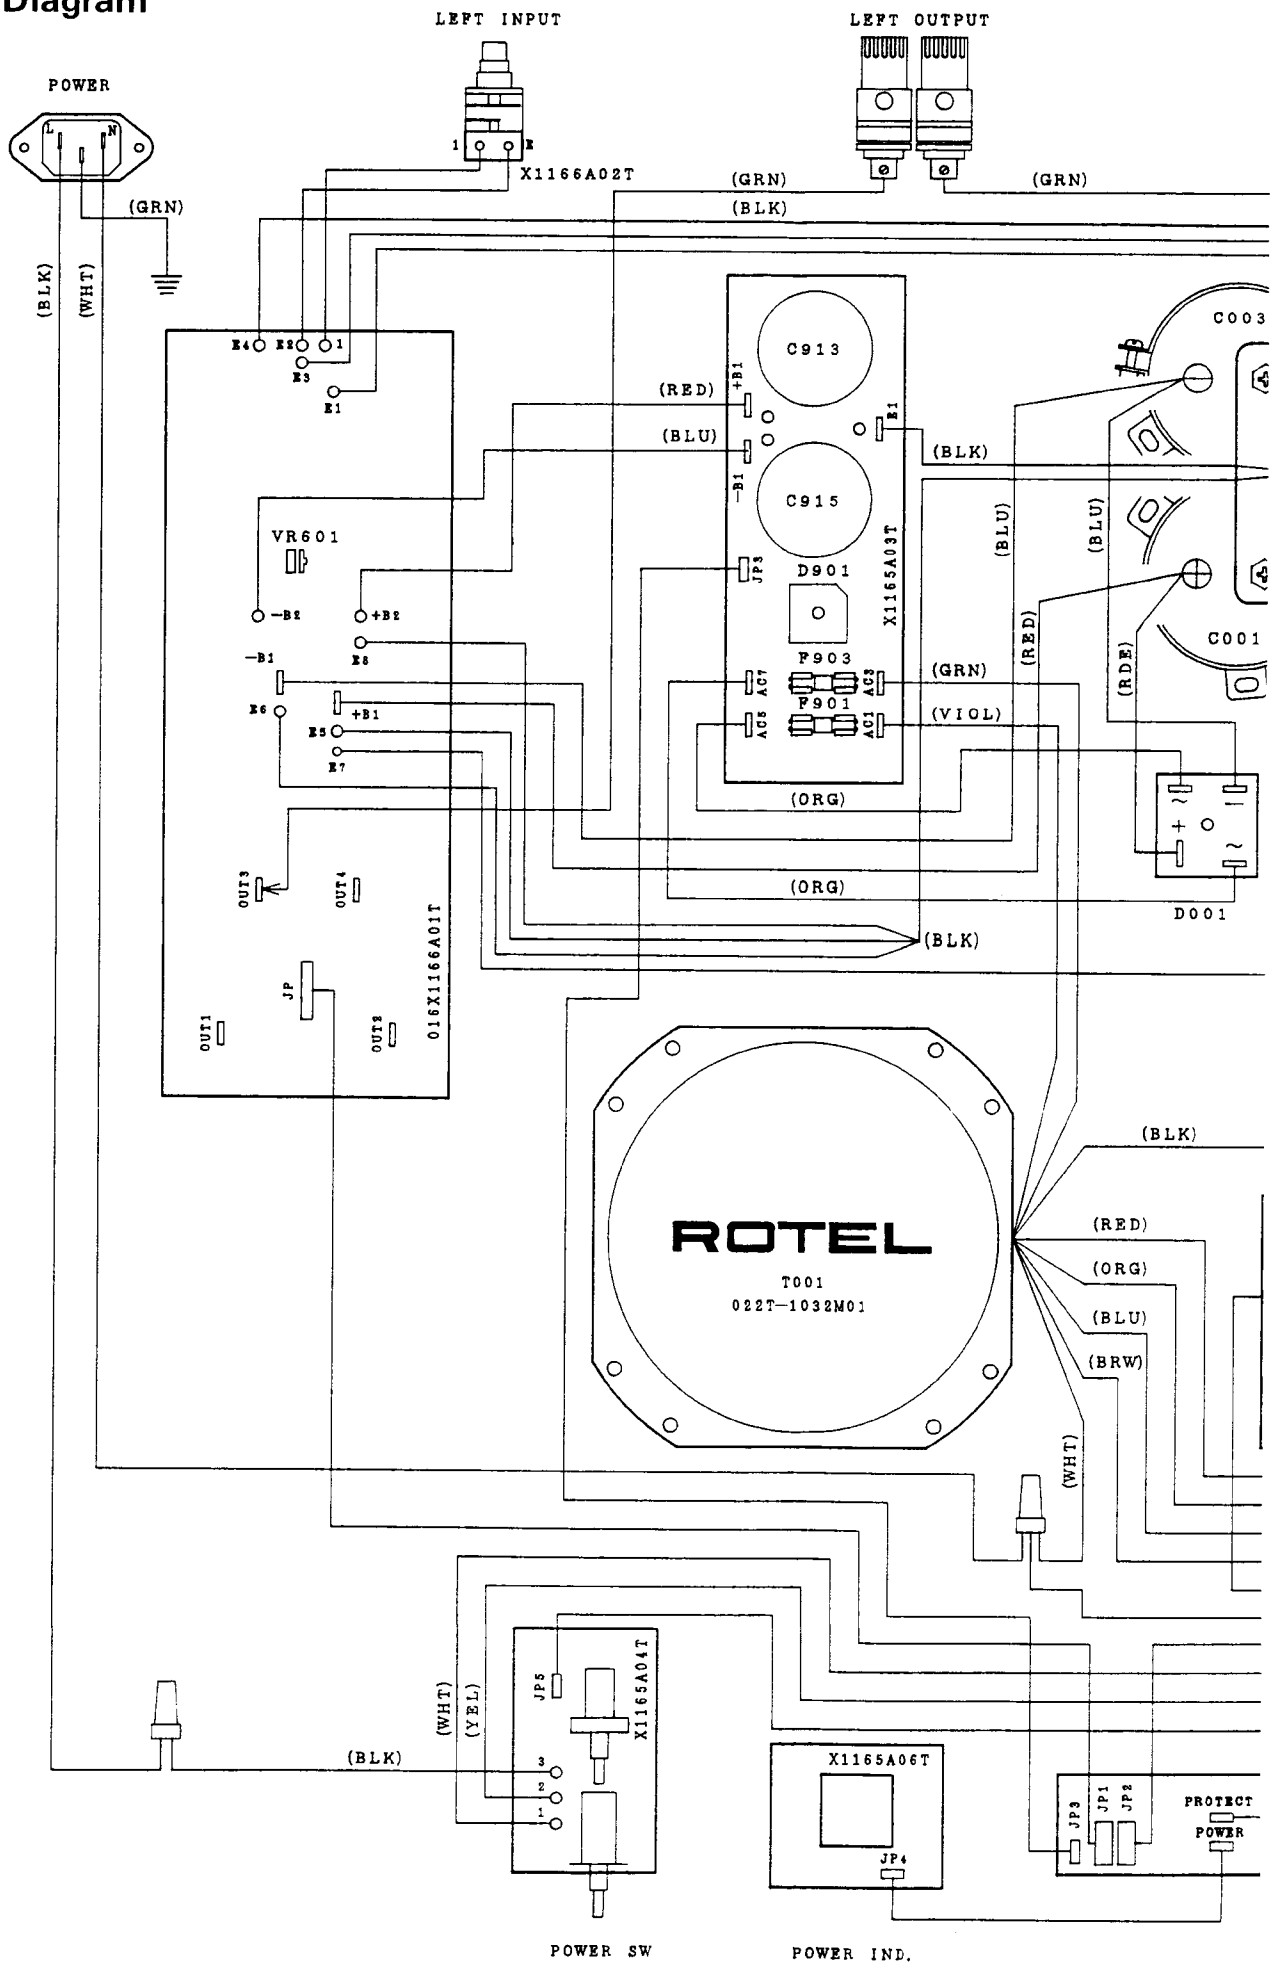 Diagram
LEFT INPUT
LEFT OUTPUT
POWER
L
N
1
E
X1166A02T
(GRN)
(GRN)
(GRN)
(BLK)
(BLK)
(WHT)
C003
E4
E2
1
E3
E1
C913
+B1
(RED)
E1
(BLU)
(BLK)
-B1
C915
(BLU)
(BLU)
VR601
JP3
D901
X1165A03T
-B2
+B2
E8
(RED)
C001
-B1
F903
(GRN)
(RDE)
AC7
AC3
E6
+B1
F901
(VIOL)
E5
AC5
AC1
E7
(ORG)
~
—
+
~
OUT3
OUT4
(ORG)
D001
016X1166A01T
(BLK)
JP
OUT1
OUT2
(BLK)
ROTEL
(RED)
T001
(ORG)
022T-1032M01
(BLU)
(BRW)
(WHT)
JP5
X1165A04T
(WHT)
(YEL)
(BLK)
3
2
1
X1165A06T
JP4
JP3
JP1
JP2
PROTECT
POWER
POWER SW
POWER IND.